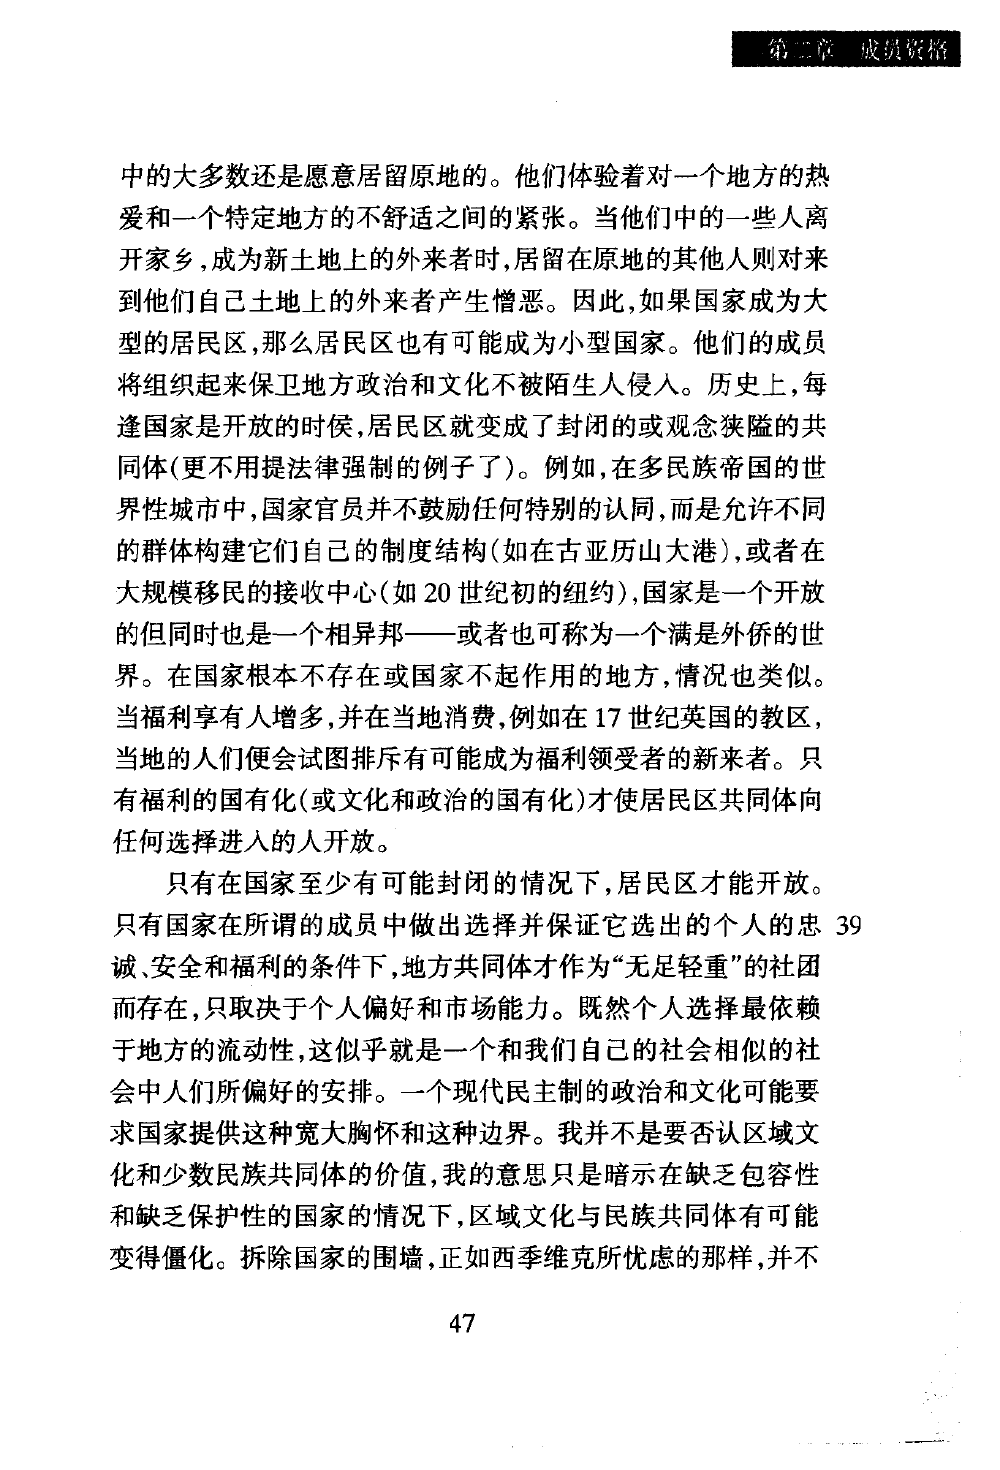 第二章 成员资格
中的大多数还是愿意居留原地的。他们体验着对一个地方的热
爱和一个特定地方的不舒适之间的紧张。当他们中的一些人离
开家乡,成为新土地上的外来者时,居留在原地的其他人则对来
到他们自己土地上的外来者产生憎恶。因此,如果国家成为大
型的居民区,那么居民区也有可能成为小型国家。他们的成员
将组织起来保卫地方政治和文化不被陌生人侵入。历史上,每
逢国家是开放的时侯,居民区就变成了封闭的或观念狭隘的共
同体(更不用提法律强制的例子了)。例如,在多民族帝国的世
界性城市中,国家官员并不鼓励任何特别的认同,而是允许不同
的群体构建它们自己的制度结构(如在古亚历山大港),或者在
大规模移民的接收中心(如 20 世纪初的纽约),国家是一个开放
的但同时也是一个相异邦——或者也可称为一个满是外侨的世
界。在国家根本不存在或国家不起作用的地方,情况也类似。
当福利享有人增多,并在当地消费,例如在 17 世纪英国的教区,
当地的人们便会试图排斥有可能成为福利领受者的新来者。只
有福利的国有化(或文化和政治的国有化)才使居民区共同体向
任何选择进入的人开放。
只有在国家至少有可能封闭的情况下,居民区才能开放。
只有国家在所谓的成员中做出选择并保证它选出的个人的忠 39
诚、安全和福利的条件下,地方共同体才作为“无足轻重”的社团
而存在,只取决于个人偏好和市场能力。既然个人选择最依赖
于地方的流动性,这似乎就是一个和我们自己的社会相似的社
会中人们所偏好的安排。一个现代民主制的政治和文化可能要
求国家提供这种宽大胸怀和这种边界。我并不是要否认区域文
化和少数民族共同体的价值,我的意思只是暗示在缺乏包容性
和缺乏保护性的国家的情况下,区域文化与民族共同体有可能
变得僵化。拆除国家的围墙,正如西季维克所忧虑的那样,并不
47